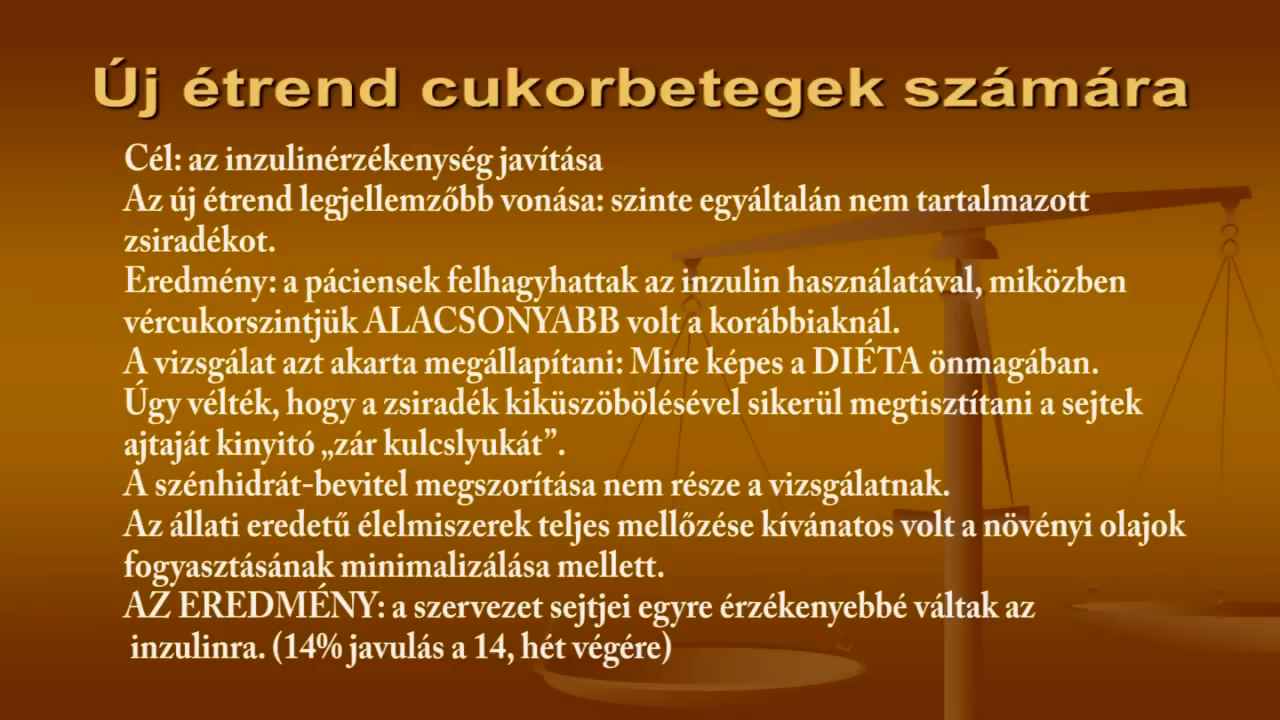 Új étrend cukorbetegek számára
Cél: az inzulinérzékenység javítása
Az új étrend legjellemzőbb vonása: szinte egyáltalán nem tartalmazott
zsiradékot.
Eredmény: a páciensek felhagyhattak az inzulin használatával, miközben
vércukorszintjük ALACSONYABB volt a korábbiaknál.
A vizsgálat azt akarta megállapítani: Mire képes a DIÉTA önmagában.
Úgy vélték, hogy a zsiradék kiküszöbölésével sikerül megtisztítani a sejtek
ajtaját kinyitó „zár kulcslyukát”.
A szénhidrát-bevitel megszorítása nem része a vizsgálatnak.
Az állati eredetű élelmiszerek teljes mellőzése kívánatos volt a növényi olajok
fogyasztásának minimalizálása mellett.
AZ EREDMÉNY: a szervezet sejtjei egyre érzékenyebbé váltak az
inzulinra. (14% javulás a 14, hét végére)